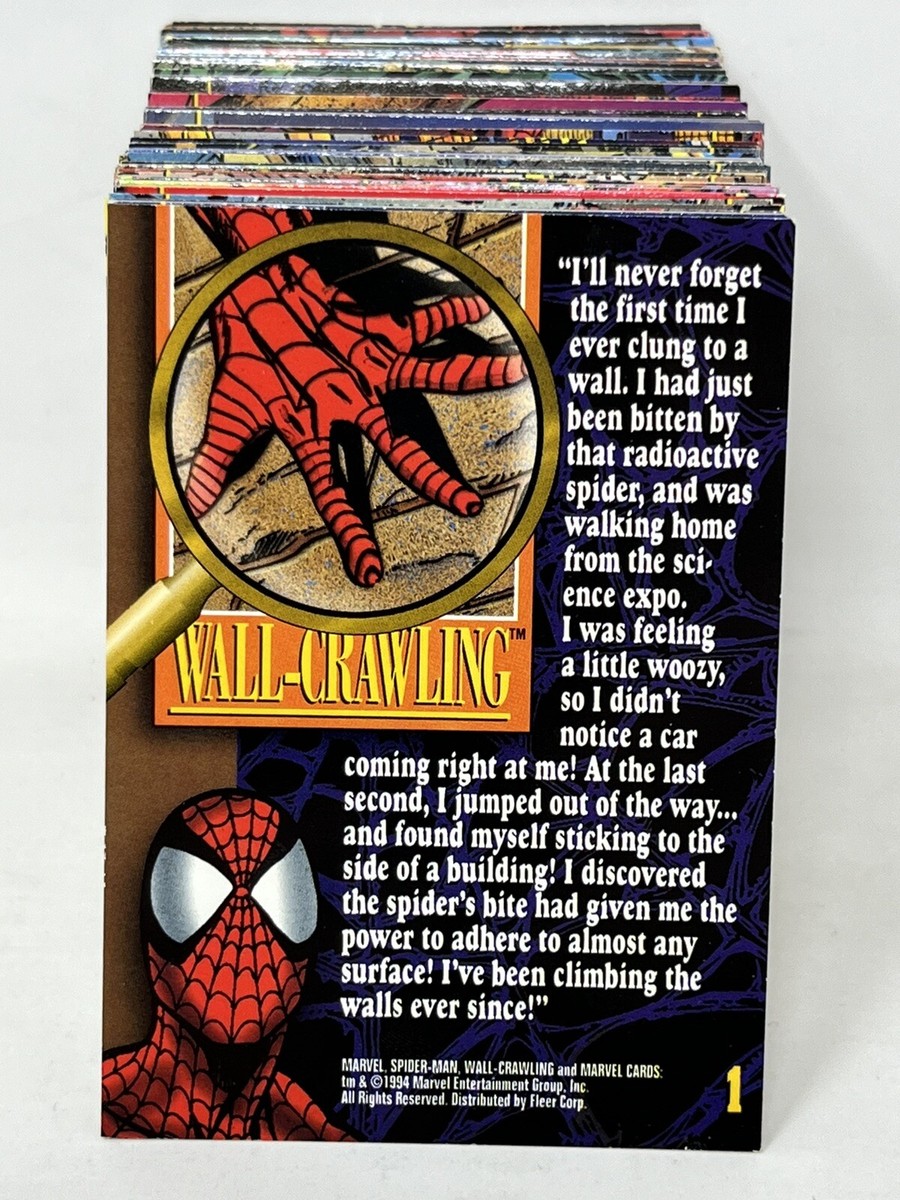 WALL-CRAWLING™
“I’ll never forget
the first time I
ever clung to a
wall. I had just
been bitten by
that radioactive
spider, and was
walking home
from the sci-
ence expo.
I was feeling
a little woozy,
so I didn’t
notice a car
coming right at me! At the last
second, I jumped out of the way...
and found myself sticking to the
side of a building! I discovered
the spider’s bite had given me the
power to adhere to almost any
surface! I’ve been climbing the
walls ever since!”
MARVEL, SPIDER-MAN, WALL-CRAWLING and MARVEL CARDS:
tm & ©1994 Marvel Entertainment Group, Inc.
All Rights Reserved. Distributed by Fleer Corp.
1